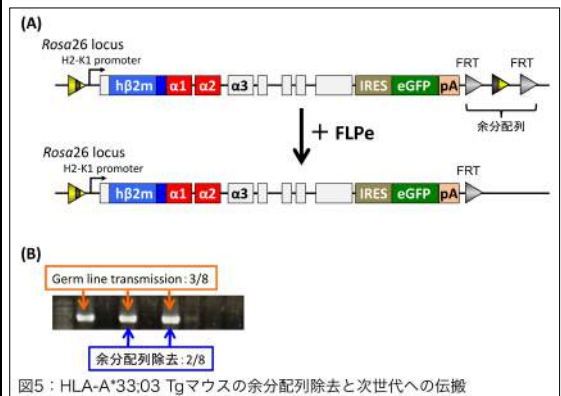 (A)
Rosa26 locus
H2-K1 promoter
FRT FRT
hβ2m α1 α2 α3 IRES eGFP pA
余分配列
+ FLPe
Rosa26 locus
H2-K1 promoter
FRT
hβ2m α1 α2 α3 IRES eGFP pA
(B)
Germ line transmission:3/8
余分配列除去:2/8
図5:HLA-A*33;03 Tgマウスの余分配列除去と次世代への伝搬